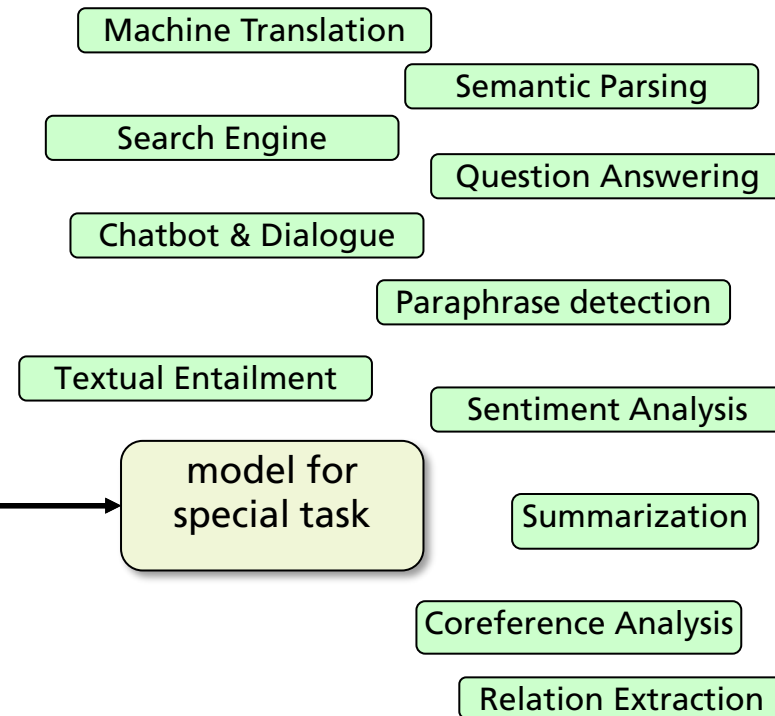 Machine Translation
Semantic Parsing
Search Engine
Question Answering
Chatbot & Dialogue
Paraphrase detection
Textual Entailment
Sentiment Analysis
model for
special task
Summarization
Coreference Analysis
Relation Extraction